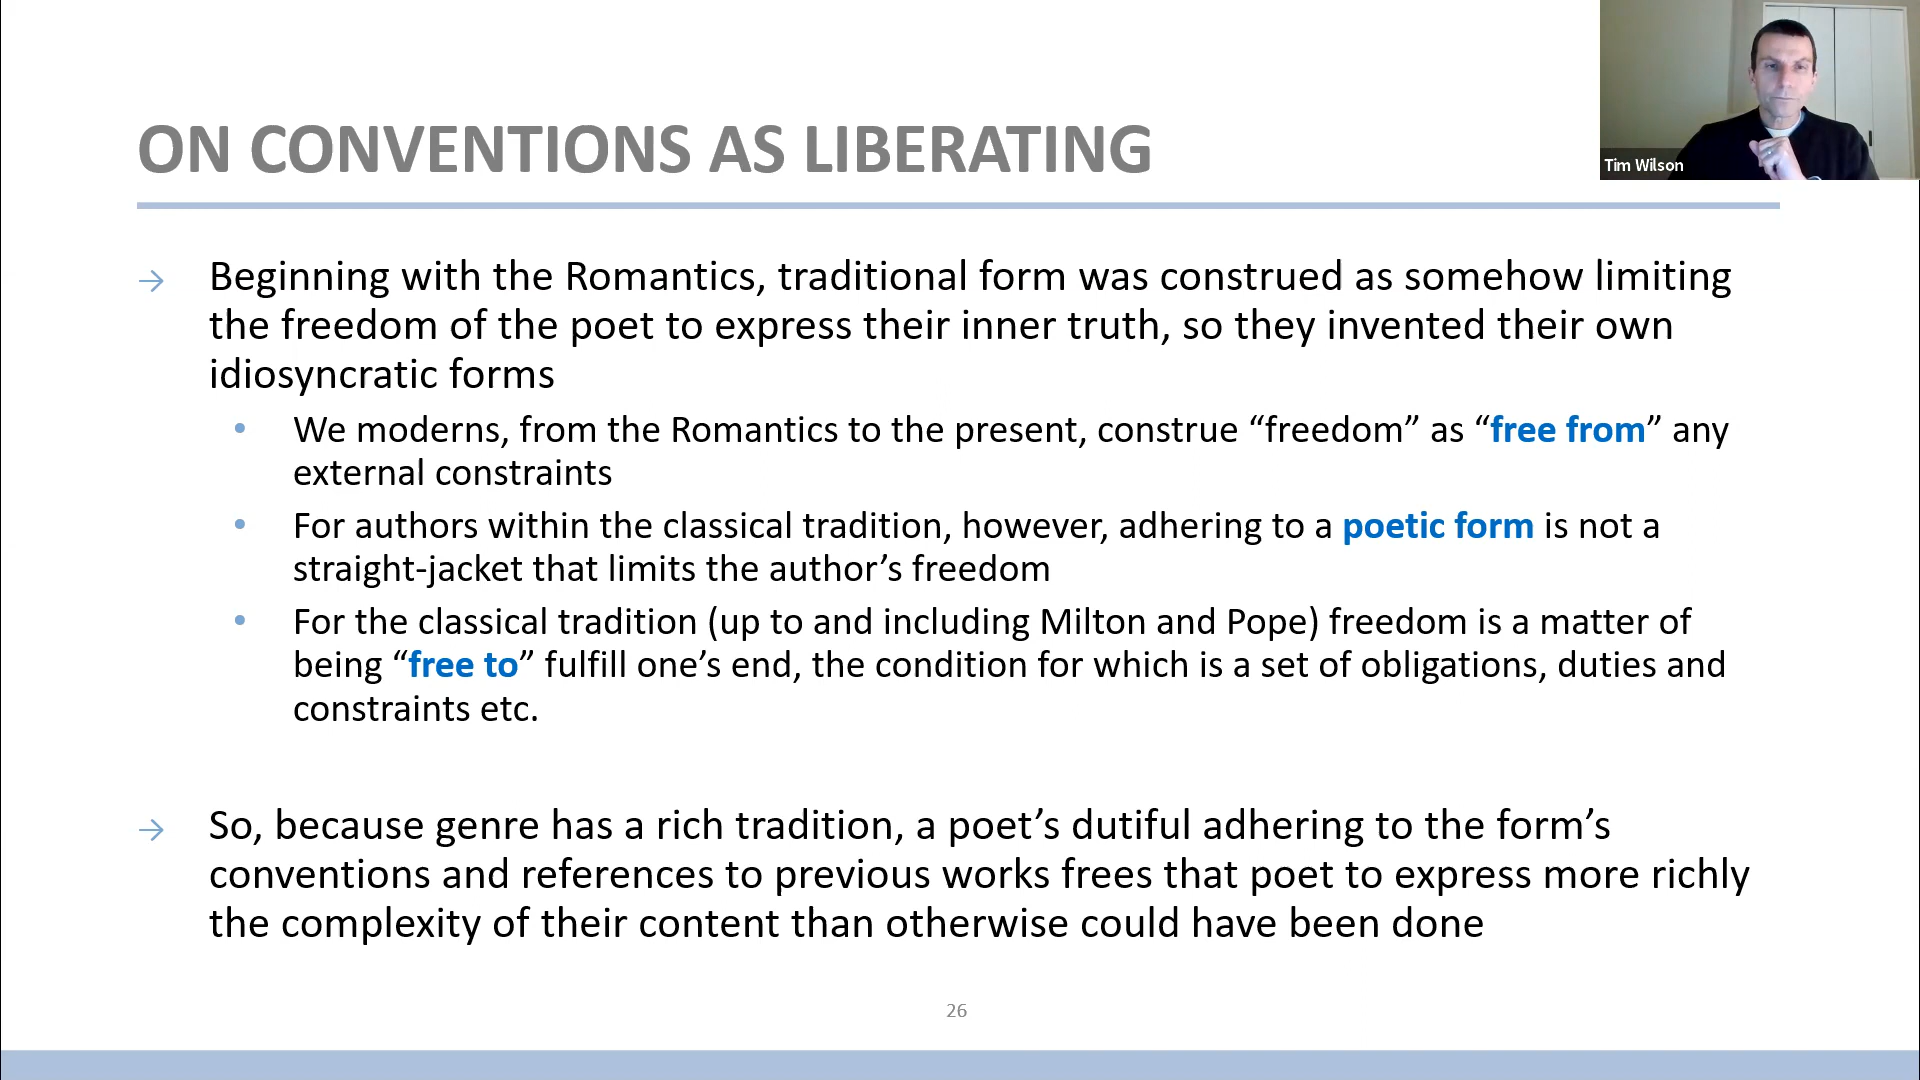 Tim Wilson
ON CONVENTIONS AS LIBERATING
→ Beginning with the Romantics, traditional form was construed as somehow limiting
the freedom of the poet to express their inner truth, so they invented their own
idiosyncratic forms
• We moderns, from the Romantics to the present, construe “freedom” as “free from” any
external constraints
• For authors within the classical tradition, however, adhering to a poetic form is not a
straight-jacket that limits the author’s freedom
• For the classical tradition (up to and including Milton and Pope) freedom is a matter of
being “free to” fulfill one’s end, the condition for which is a set of obligations, duties and
constraints etc.
→ So, because genre has a rich tradition, a poet’s dutiful adhering to the form’s
conventions and references to previous works frees that poet to express more richly
the complexity of their content than otherwise could have been done
26